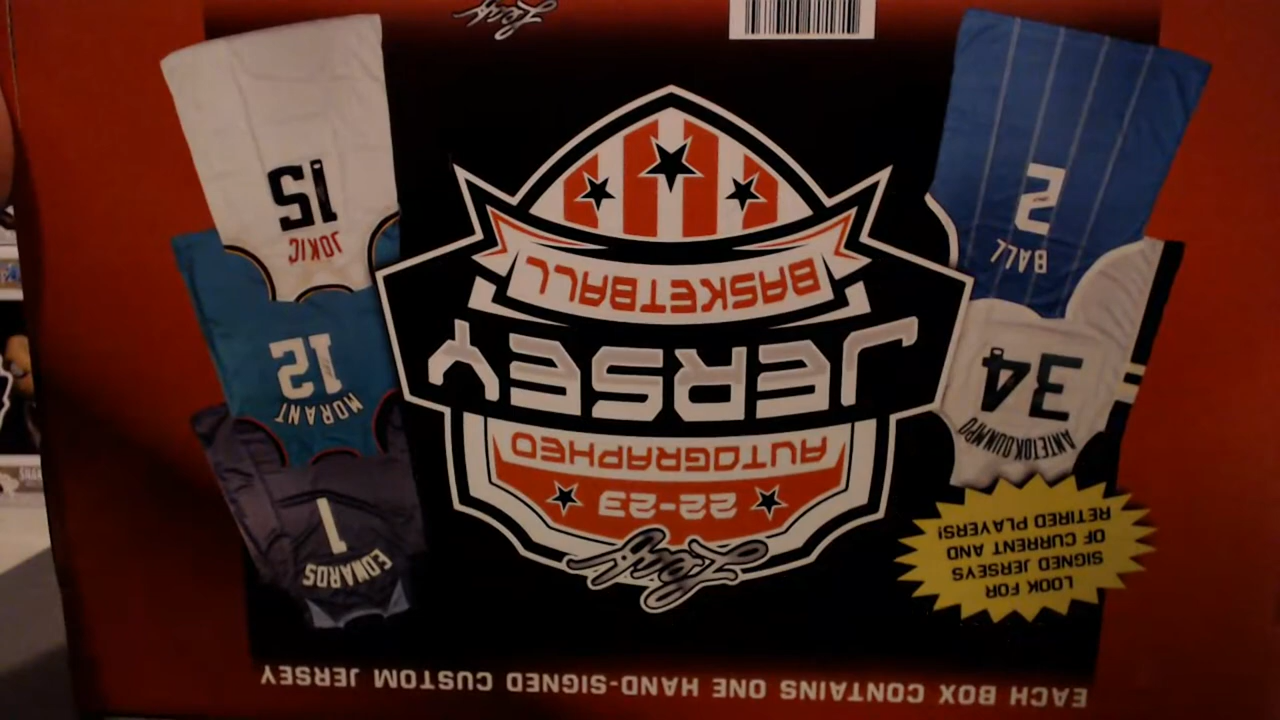 EACH BOX CONTAINS ONE HAND-SIGNED CUSTOM JERSEY
LOOK FOR
SIGNED JERSEYS
OF CURRENT AND
RETIRED PLAYERS!
Leaf
22-23
AUTOGRAPHED
JERSEY
BASKETBALL
ANTETOKOUNMPO
34
BALL
2
EDWARDS
1
MORANT
12
JOKIC
15
Leaf